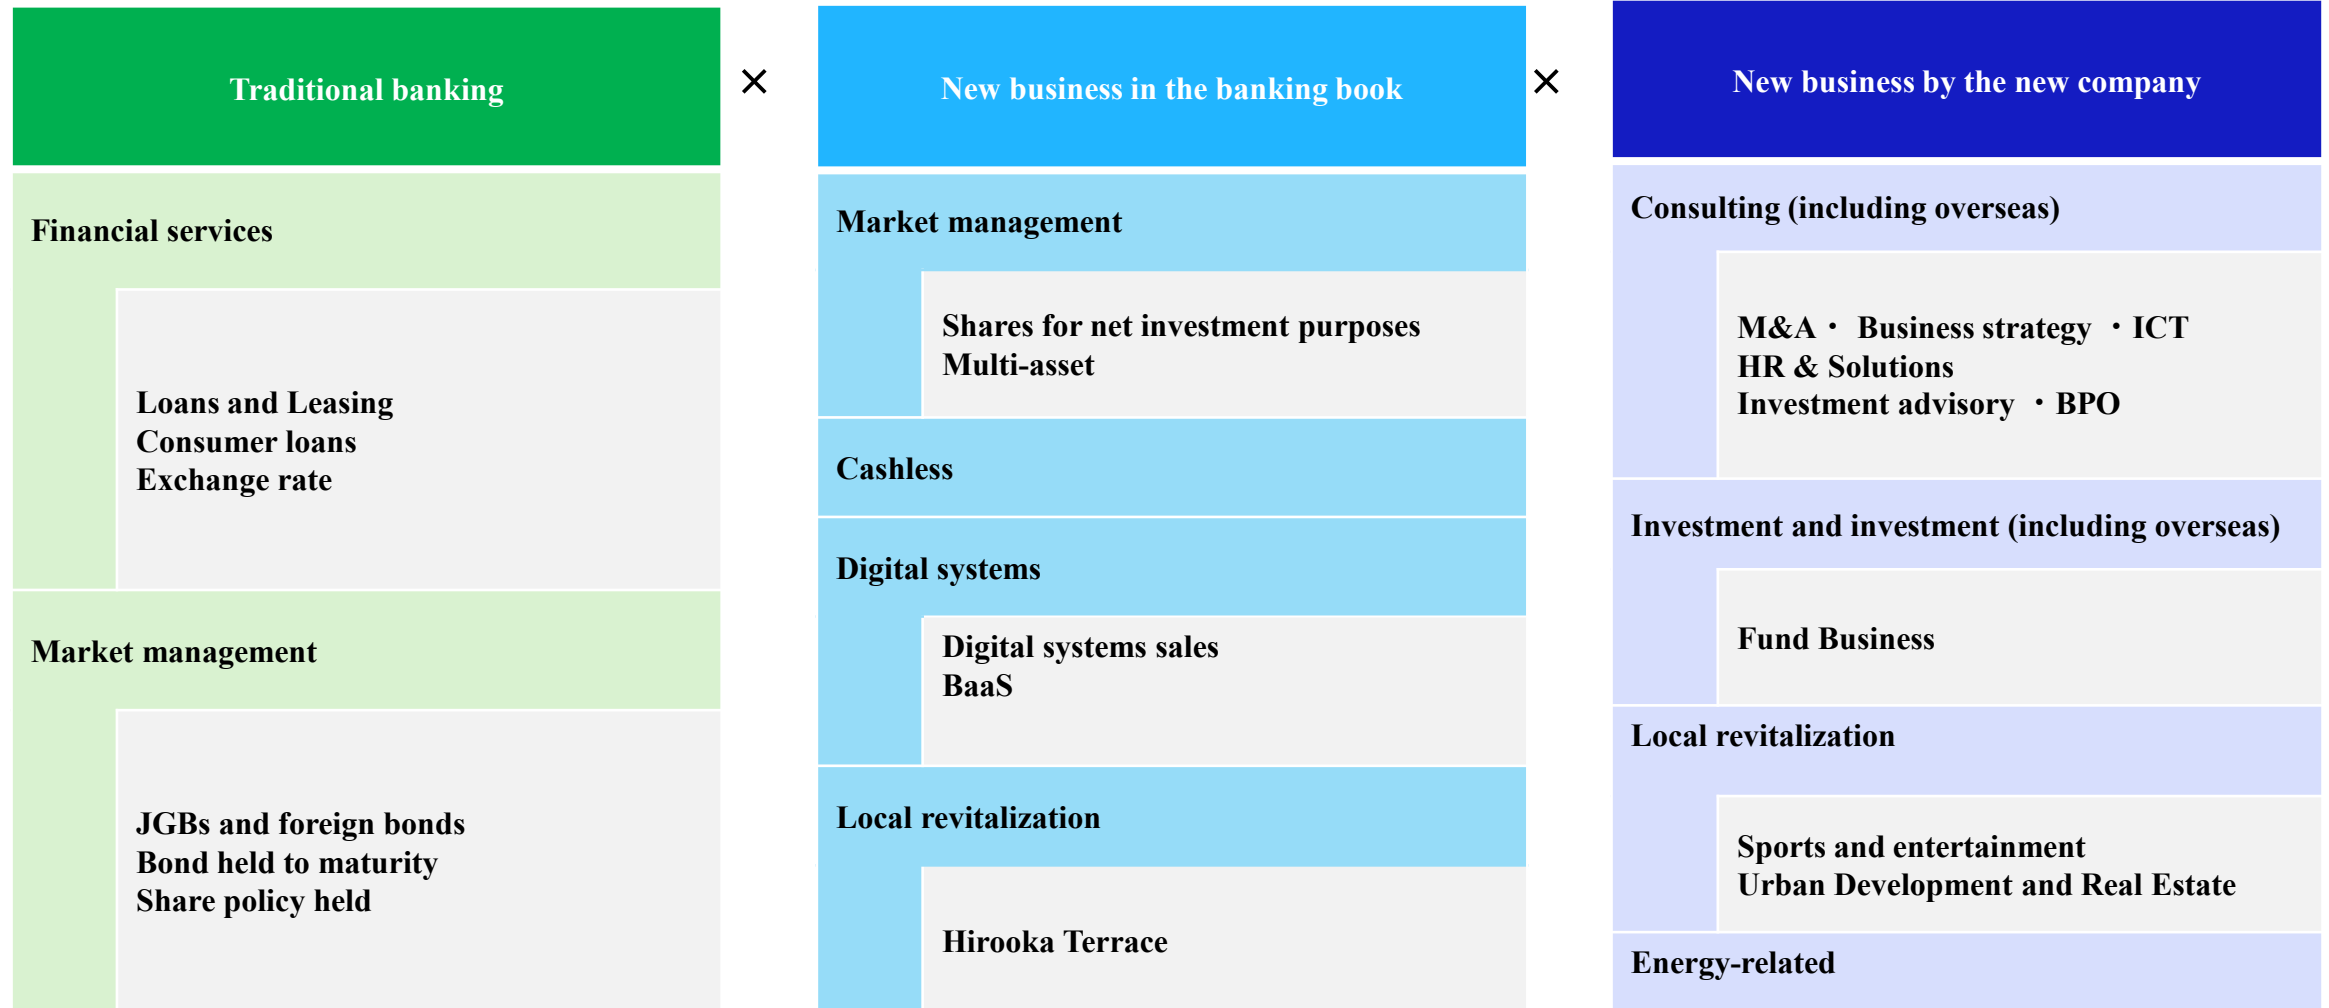 Traditional banking
×
New business in the banking book
×
New business by the new company
Financial services
Loans and Leasing
Consumer loans
Exchange rate
Market management
JGBs and foreign bonds
Bond held to maturity
Share policy held
Market management
Shares for net investment purposes
Multi-asset
Cashless
Digital systems
Digital systems sales
BaaS
Local revitalization
Hirooka Terrace
Consulting (including overseas)
M&A・ Business strategy ・ICT
HR & Solutions
Investment advisory ・BPO
Investment and investment (including overseas)
Fund Business
Local revitalization
Sports and entertainment
Urban Development and Real Estate
Energy-related